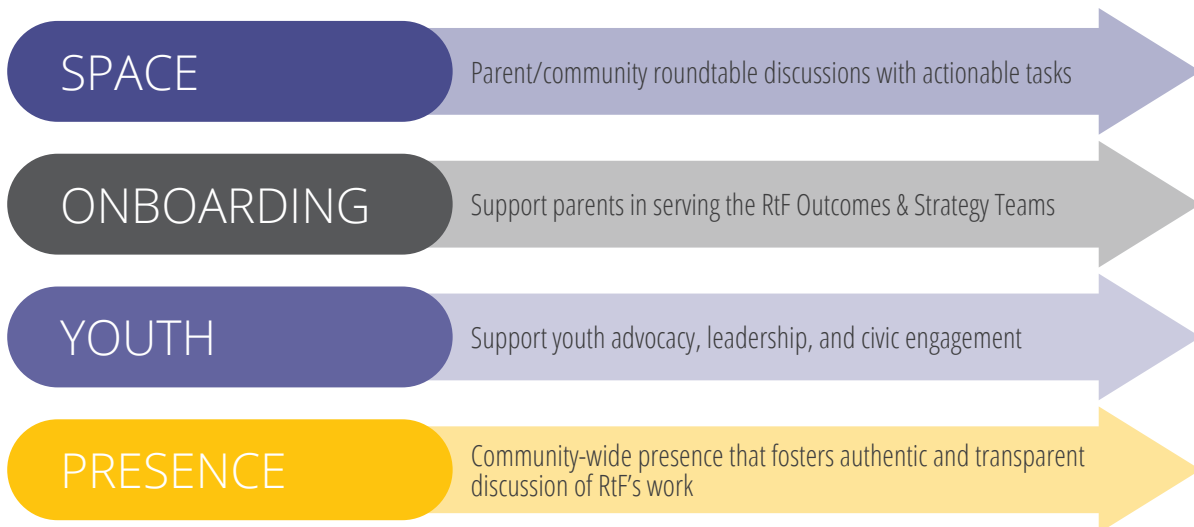 SPACE
Parent/community roundtable discussions with actionable tasks
ONBOARDING
Support parents in serving the RtF Outcomes & Strategy Teams
YOUTH
Support youth advocacy, leadership, and civic engagement
PRESENCE
Community-wide presence that fosters authentic and transparent
discussion of RtF’s work